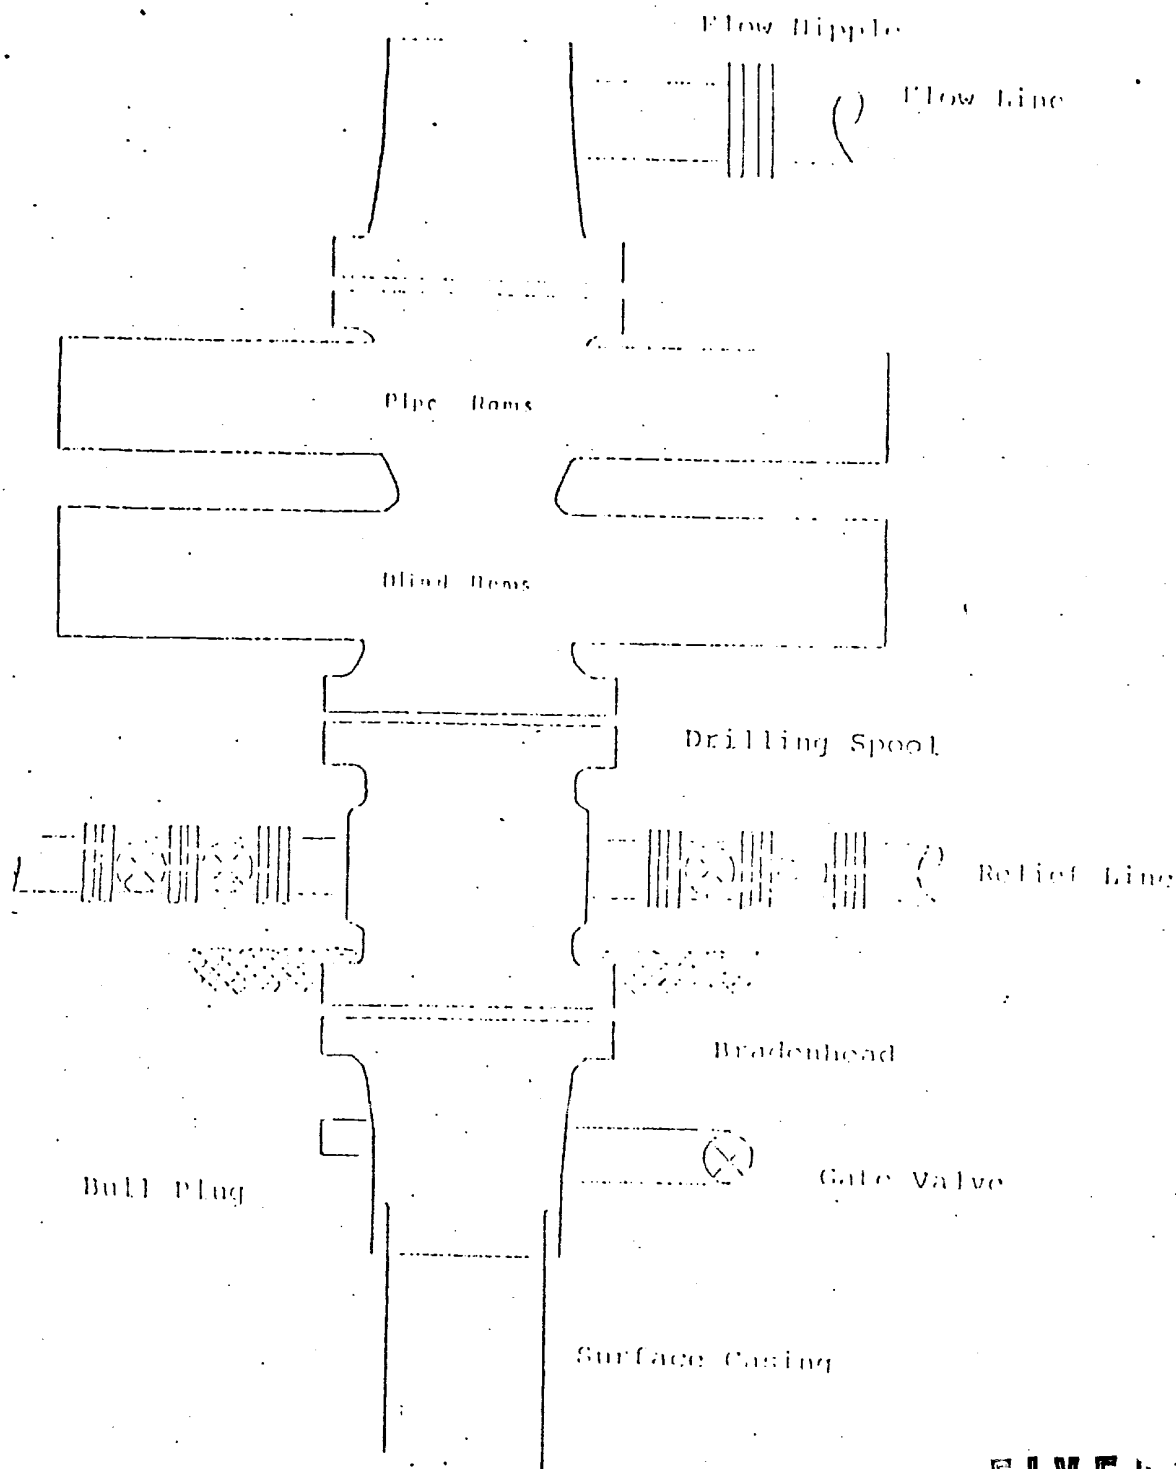 Flow Nipple
Flow Line
Pipe Rams
Blind Rams
Drilling Spool
Relief Line
Bradenhead
Gate Valve
Bull Plug
Surface Casing